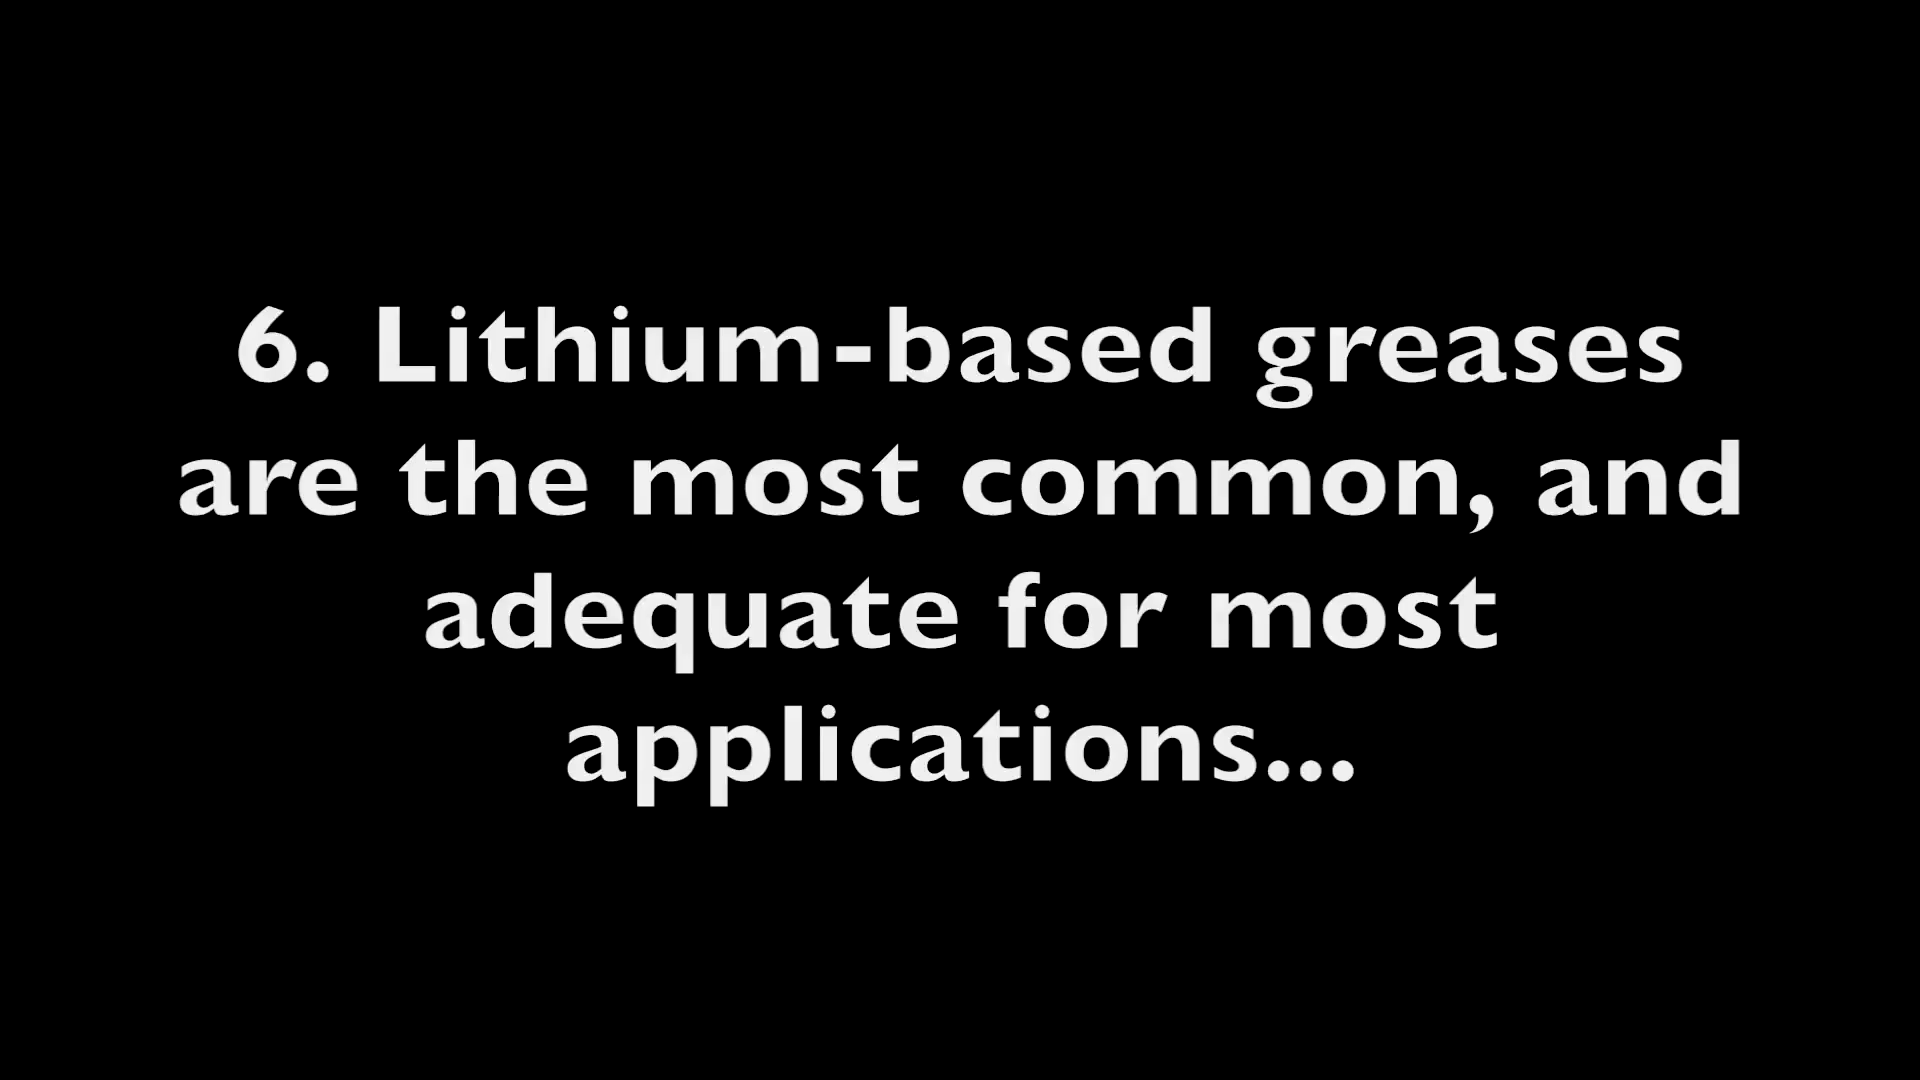 6. Lithium-based greases
are the most common, and
adequate for most
applications...